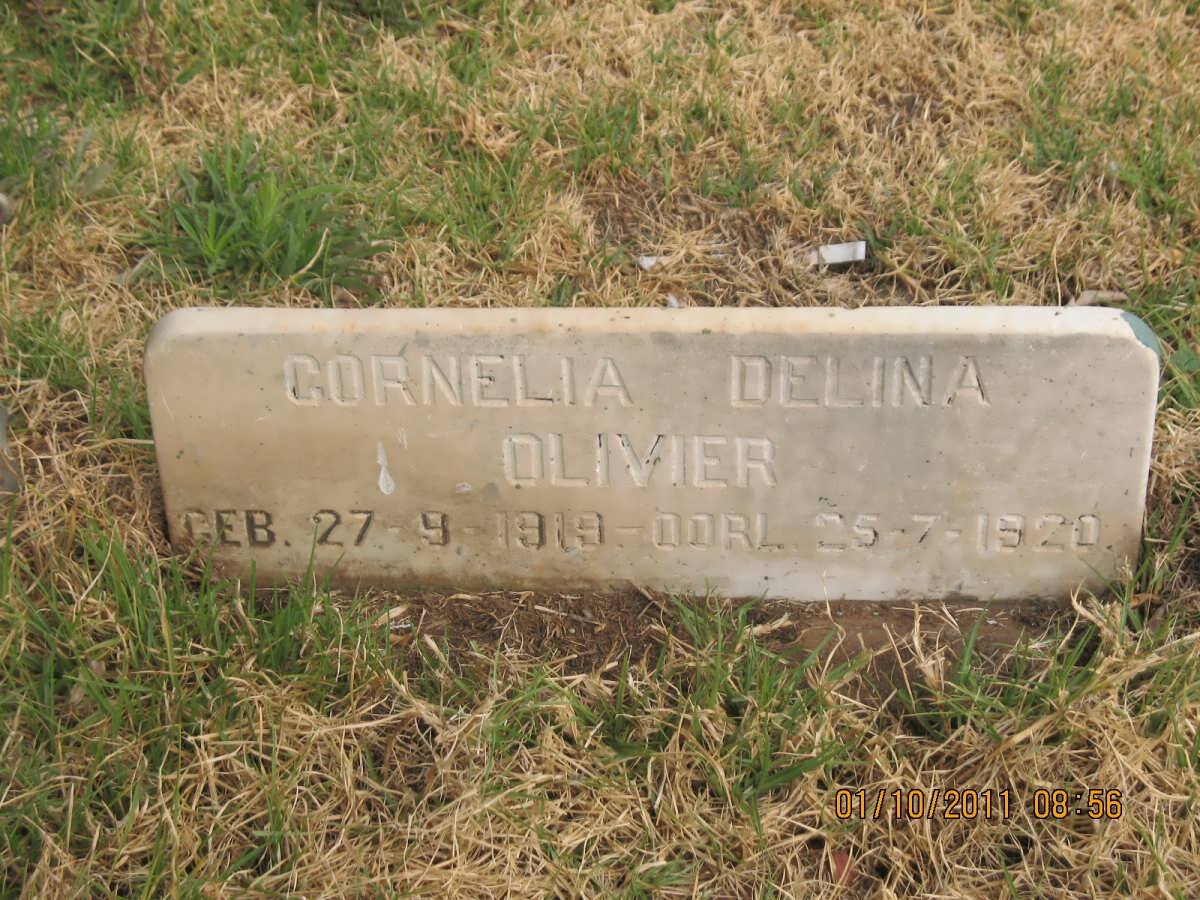 CORNELIA DELINA
OLIVIER
GEB. 27-9-1919-OORL. 25-7-1920.
01/10/2011 08:56